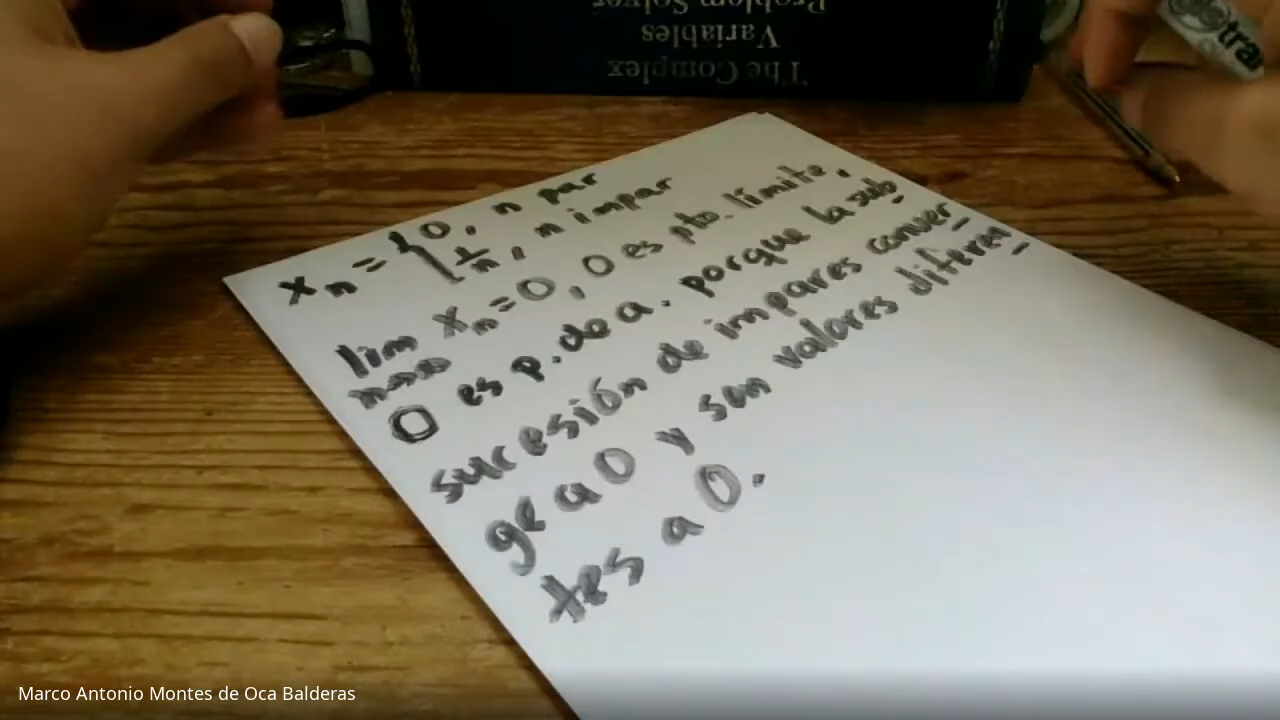 The Complex
Variables
Problem Solver
xₙ = { 0, n par
1/n, n impar
lim xₙ = 0, 0 es pto. límite,
n→∞
0 es p. de a. porque la sub
sucesión de impares conver
ge a 0 y son valores diferen
tes a 0.
Marco Antonio Montes de Oca Balderas